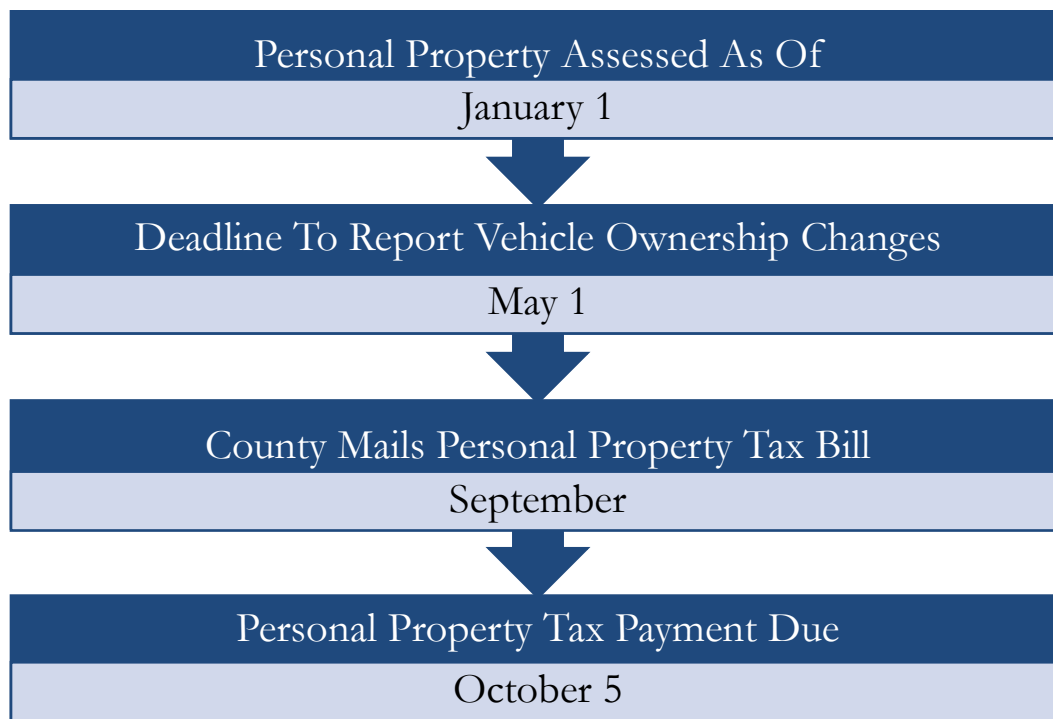 Personal Property Assessed As Of
January 1
Deadline To Report Vehicle Ownership Changes
May 1
County Mails Personal Property Tax Bill
September
Personal Property Tax Payment Due
October 5